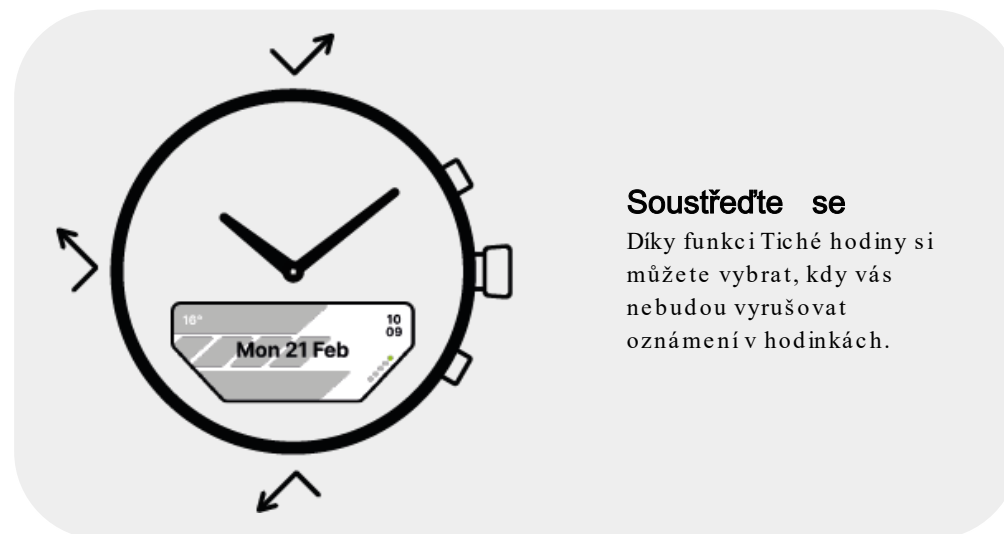 16°
10
09
Mon 21 Feb
Soustřeďte se
Díky funkci Tiché hodiny si
můžete vybrat, kdy vás
nebudou vyrušovat
oznámení v hodinkách.